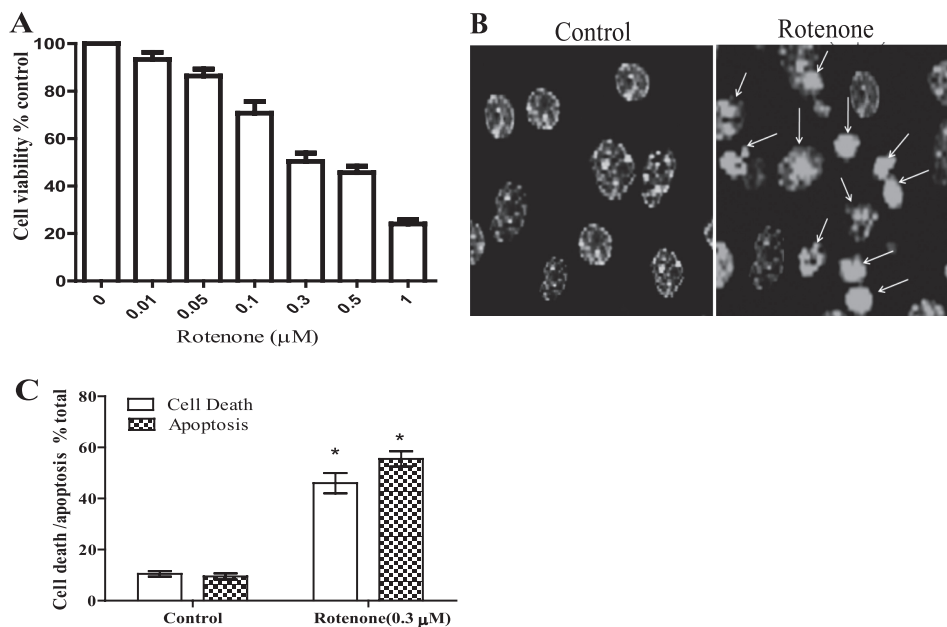 A
Cell viability % control
100
80
60
40
20
0
0
0.01
0.05
0.1
0.3
0.5
1
Rotenone (μM)
B
Control
Rotenone
C
Cell death /apoptosis % total
80
60
40
20
0
Cell Death
Apoptosis
*
*
Control
Rotenone(0.3 μM)